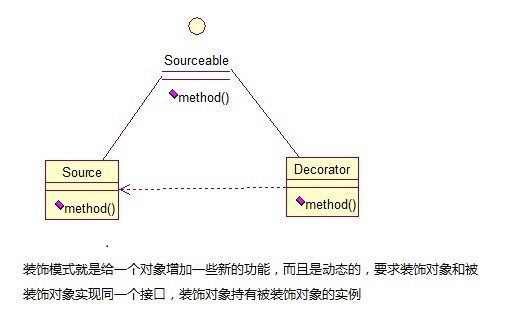 Sourceable
method()
Source
method()
Decorator
method()
装饰模式就是给一个对象增加一些新的功能，而且是动态的，要求装饰对象和被
装饰对象实现同一个接口，装饰对象持有被装饰对象的实例